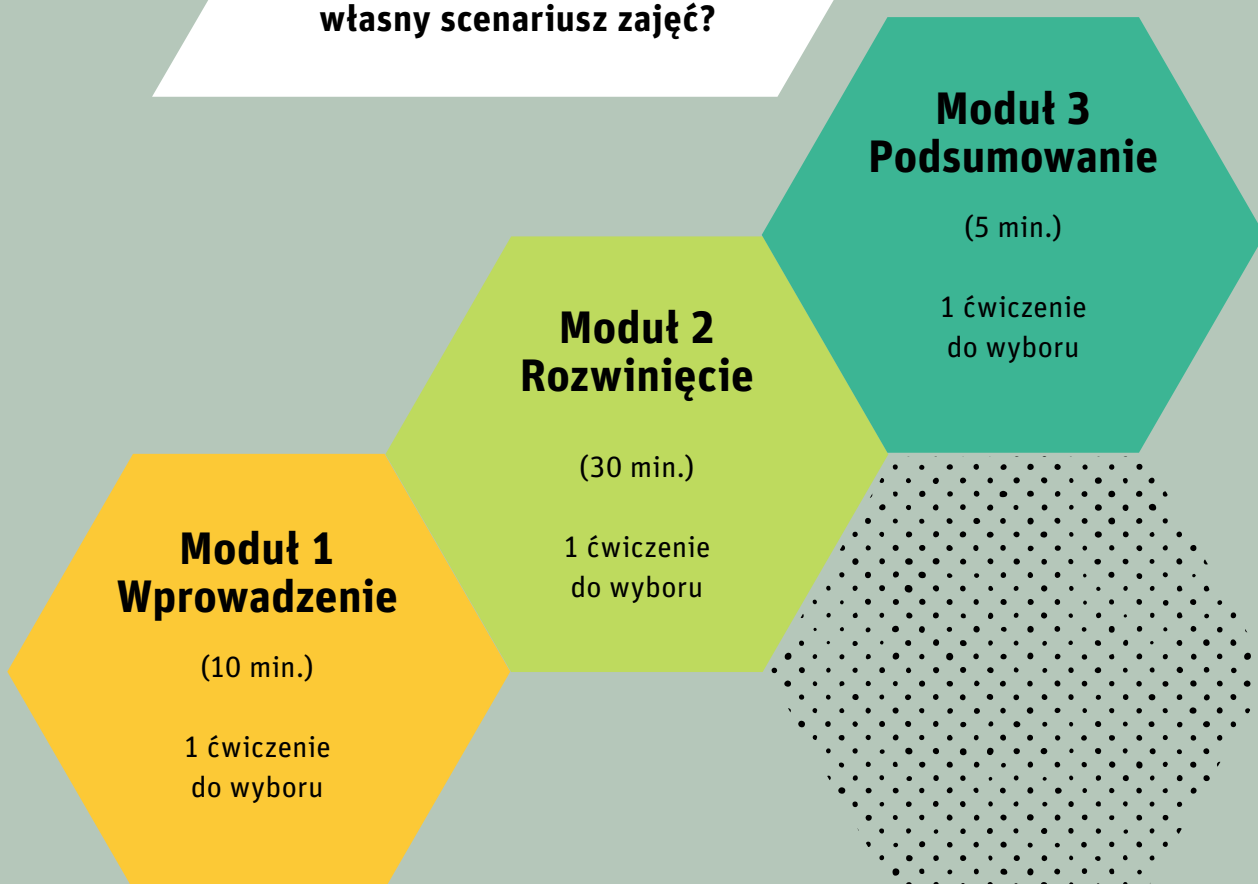 własny scenariusz zajęć?
Moduł 3
Podsumowanie
(5 min.)
1 ćwiczenie
do wyboru
Moduł 2
Rozwinięcie
(30 min.)
1 ćwiczenie
do wyboru
Moduł 1
Wprowadzenie
(10 min.)
1 ćwiczenie
do wyboru